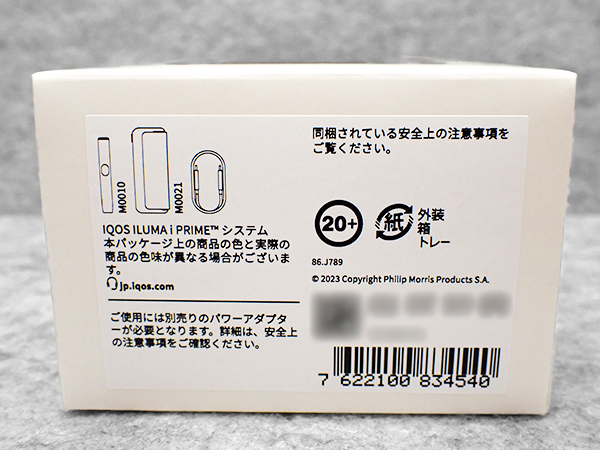 M0010
M0021
IQOS ILUMA i PRIME™ システム
本パッケージ上の商品の色と実際の
商品の色味が異なる場合がございま
す。
jp.iqos.com
ご使用には別売りのパワーアダプタ
ーが必要となります。詳細は、安全上
の注意事項をご確認ください。
同梱されている安全上の注意事項を
ご覧ください。
20+
紙
外装
箱
トレー
86.J789
© 2023 Copyright Philip Morris Products S.A.
7 622100 834540